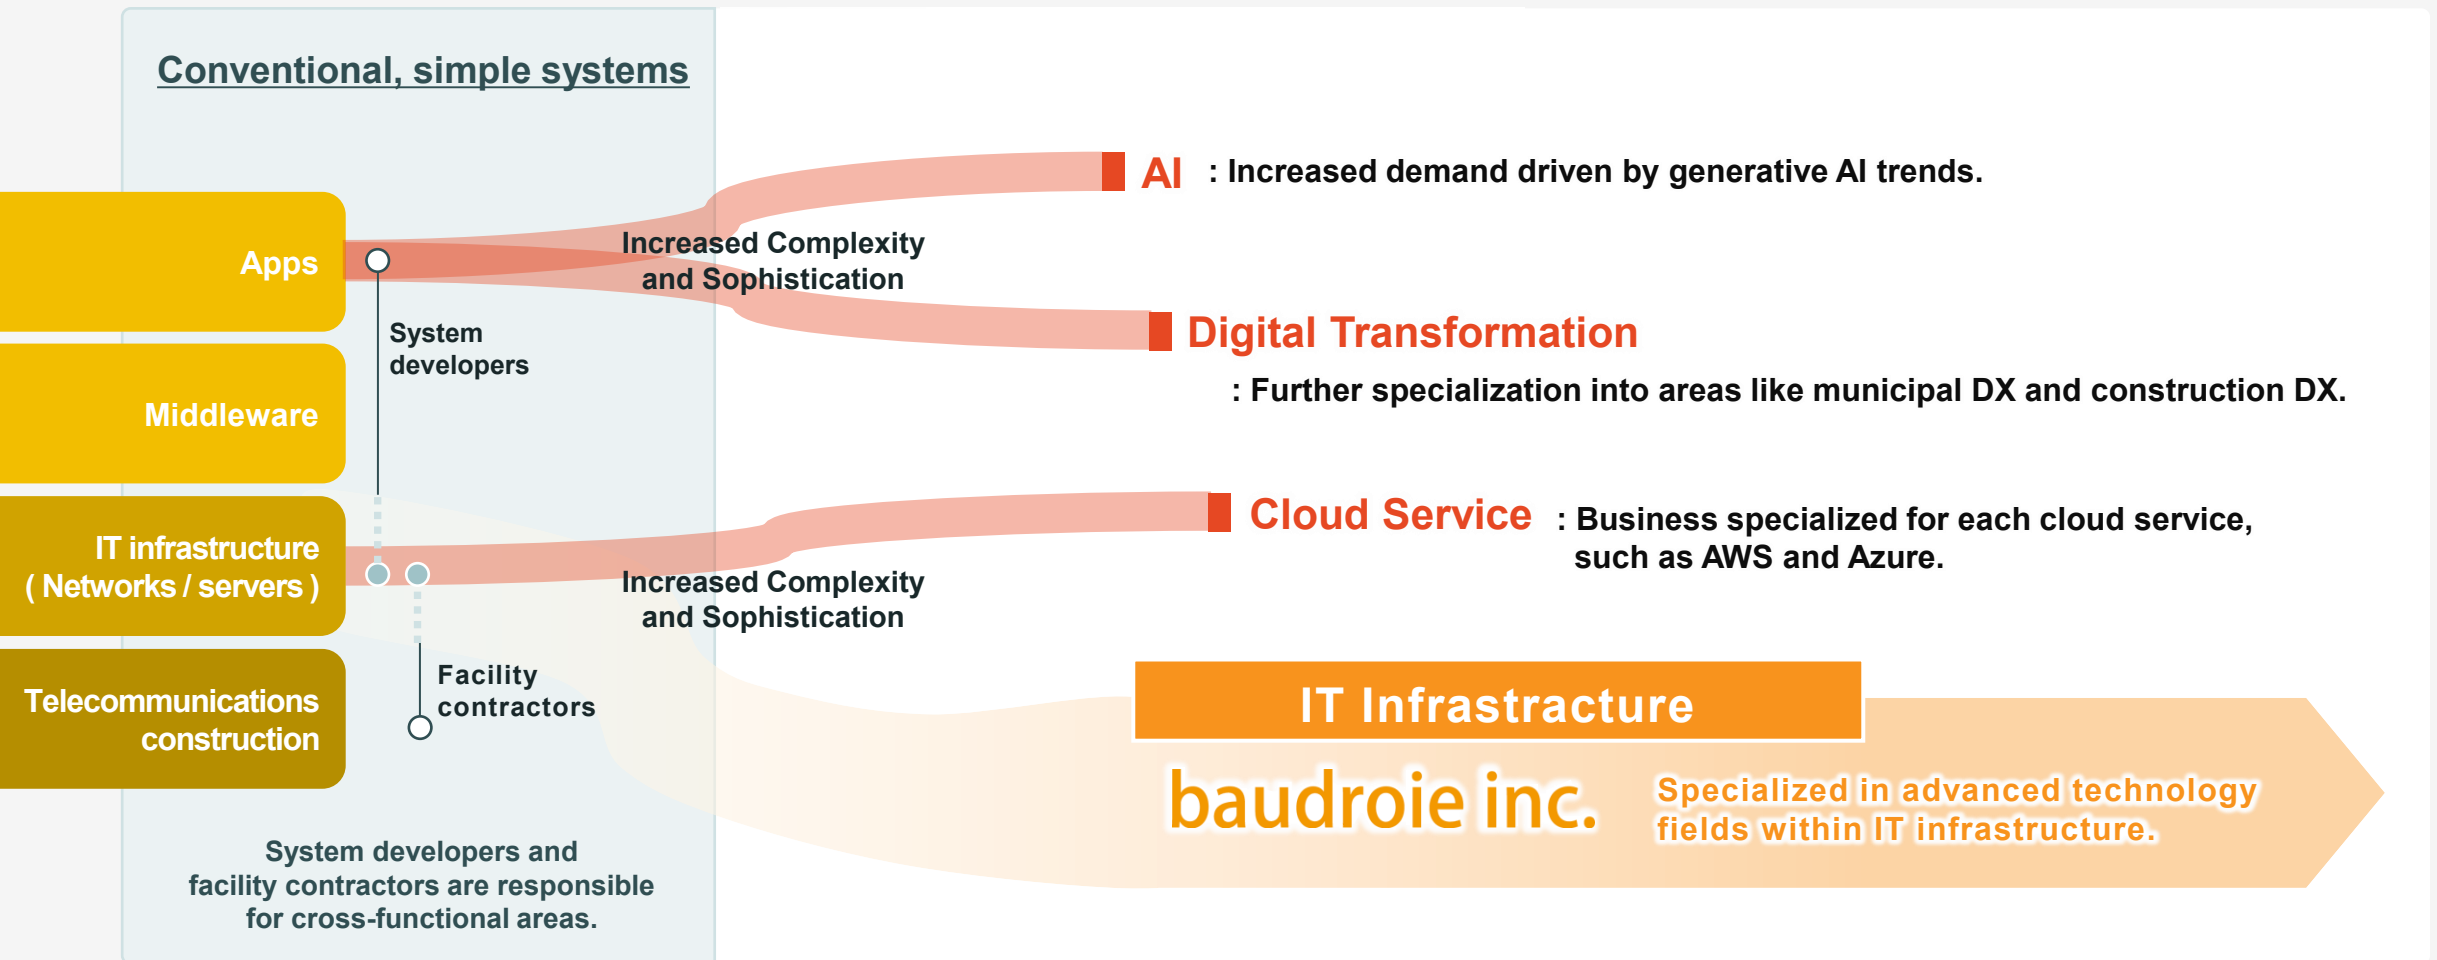 Conventional, simple systems
Apps
Middleware
IT infrastructure
( Networks / servers )
Telecommunications
construction
System
developers
Facility
contractors
System developers and
facility contractors are responsible
for cross-functional areas.
Increased Complexity
and Sophistication
AI : Increased demand driven by generative AI trends.
Digital Transformation
: Further specialization into areas like municipal DX and construction DX.
Increased Complexity
and Sophistication
Cloud Service : Business specialized for each cloud service,
such as AWS and Azure.
IT Infrastracture
baudroie inc.
Specialized in advanced technology
fields within IT infrastructure.